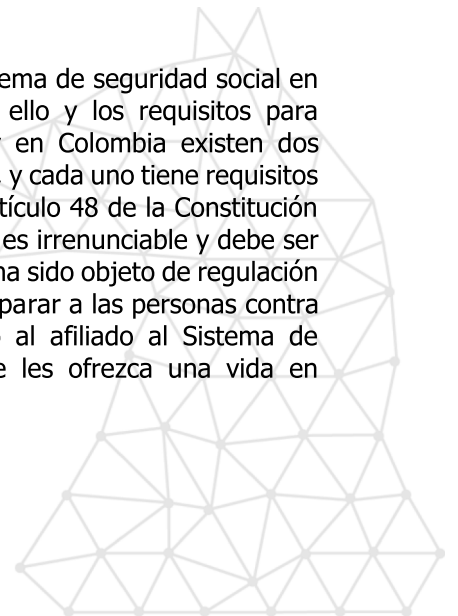 ema de seguridad social en
ello y los requisitos para
en Colombia existen dos
y cada uno tiene requisitos
tículo 48 de la Constitución
es irrenunciable y debe ser
ha sido objeto de regulación
parar a las personas contra
al afiliado al Sistema de
e les ofrezca una vida en